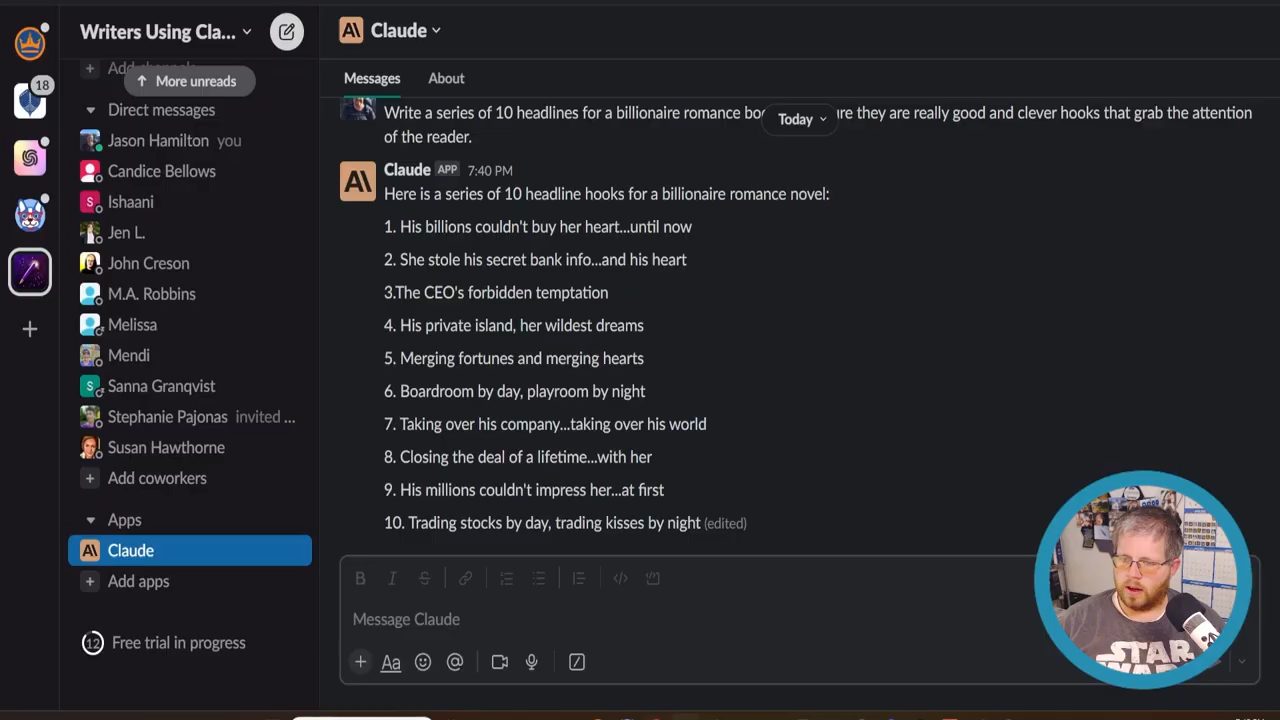 Writers Using Cla...
Claude
18
Add channels
More unreads
Messages
About
Direct messages
Jason Hamilton you
Candice Bellows
Ishaani
Jen L.
John Creson
M.A. Robbins
Melissa
Mendi
Sanna Granqvist
Stephanie Pajonas invited ...
Susan Hawthorne
Add coworkers
Apps
Claude
Add apps
12 Free trial in progress
Write a series of 10 headlines for a billionaire romance they are really good and clever hooks that grab the attention
Today
of the reader.
Claude APP 7:40 PM
Here is a series of 10 headline hooks for a billionaire romance novel:
1. His billions couldn't buy her heart...until now
2. She stole his secret bank info...and his heart
3.The CEO's forbidden temptation
4. His private island, her wildest dreams
5. Merging fortunes and merging hearts
6. Boardroom by day, playroom by night
7. Taking over his company...taking over his world
8. Closing the deal of a lifetime...with her
9. His millions couldn't impress her...at first
10. Trading stocks by day, trading kisses by night (edited)
B I S
Message Claude
Aa
STAR